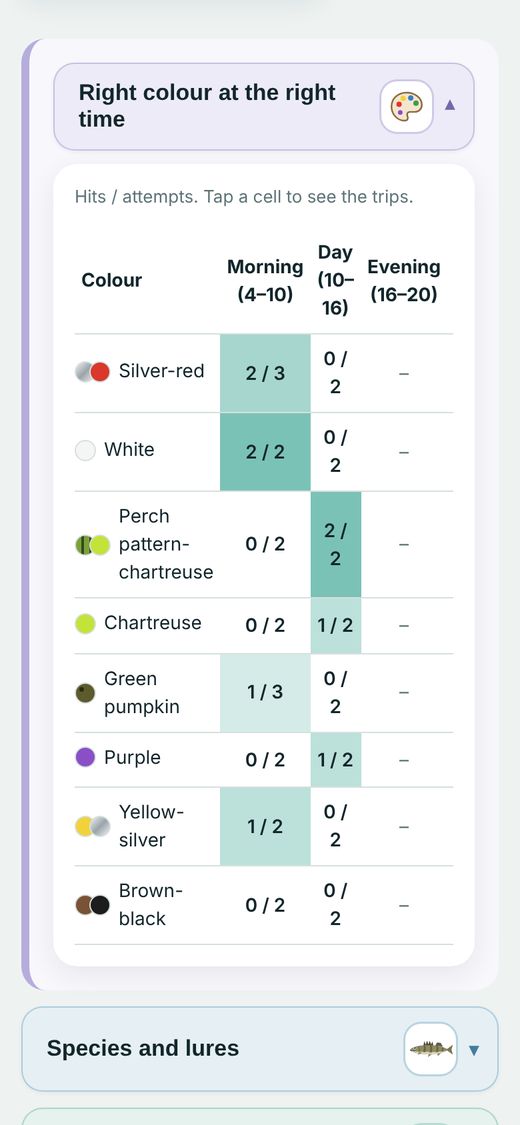 Right colour at the right
time
▲
Hits / attempts. Tap a cell to see the trips.
Colour Morning (4–10) Day (10–16) Evening (16–20)
Silver-red 2 / 3 0 / 2 –
White 2 / 2 0 / 2 –
Perch pattern-chartreuse 0 / 2 2 / 2 –
Chartreuse 0 / 2 1 / 2 –
Green pumpkin 1 / 3 0 / 2 –
Purple 0 / 2 1 / 2 –
Yellow-silver 1 / 2 0 / 2 –
Brown-black 0 / 2 0 / 2 –
Species and lures
▼